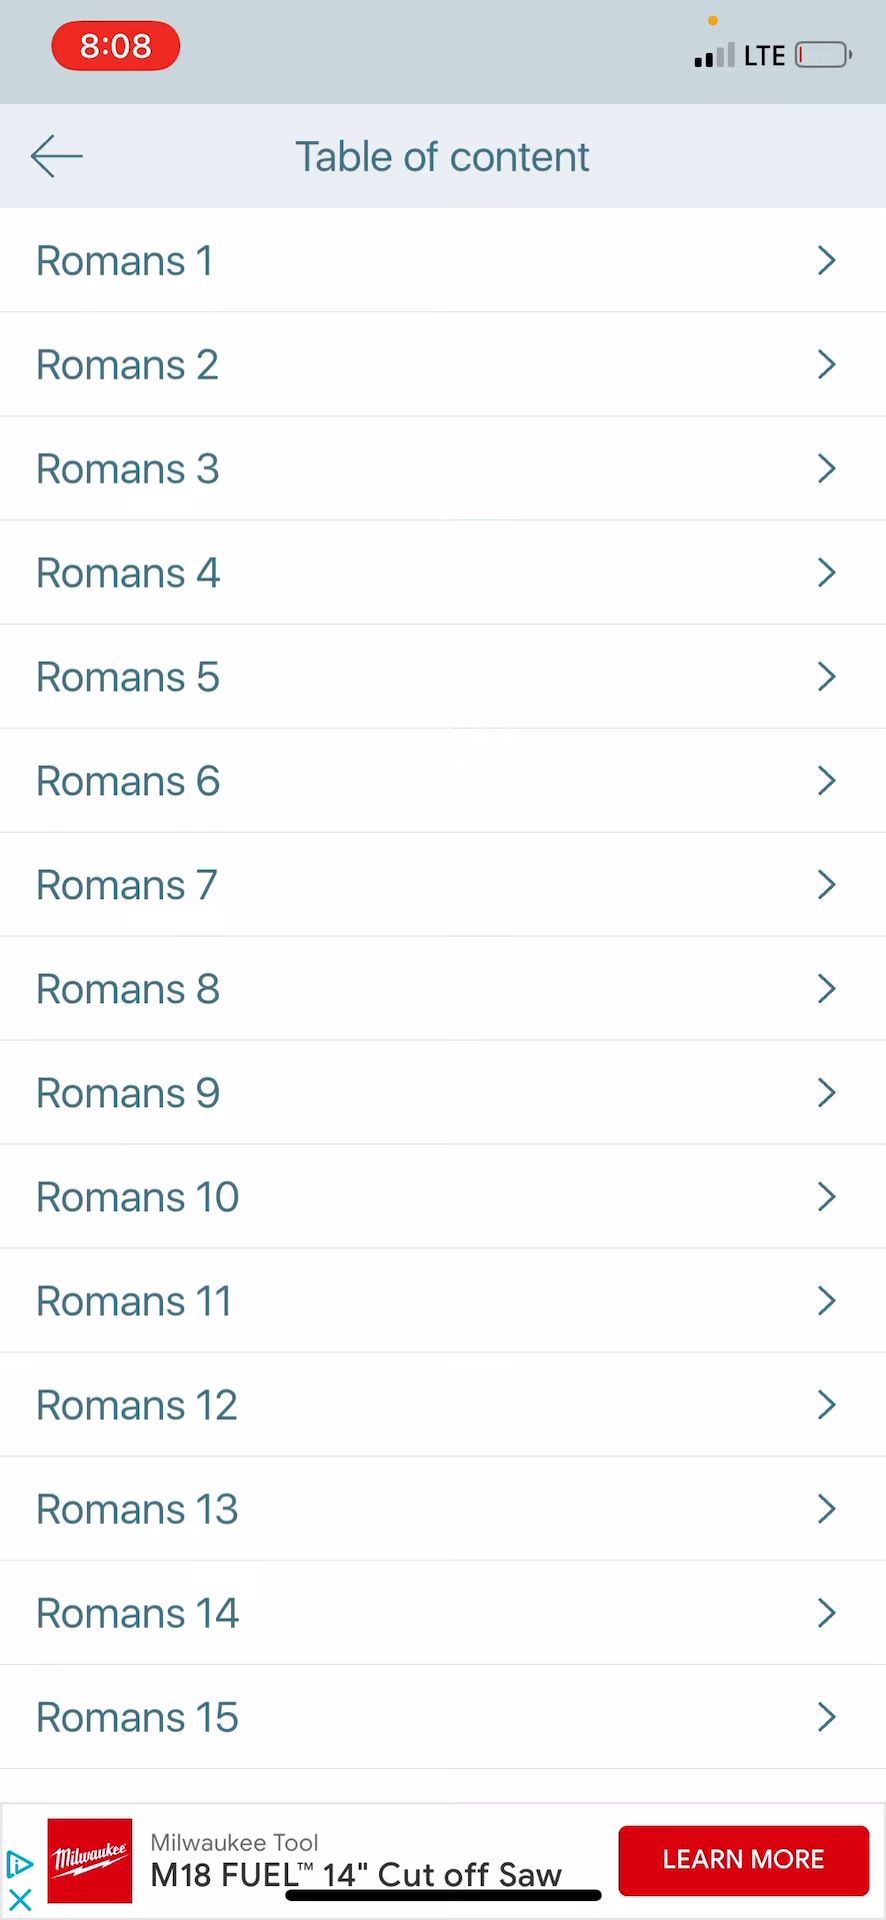 8:08
LTE
Table of content
Romans 1
Romans 2
Romans 3
Romans 4
Romans 5
Romans 6
Romans 7
Romans 8
Romans 9
Romans 10
Romans 11
Romans 12
Romans 13
Romans 14
Romans 15
Milwaukee
Milwaukee Tool
M18 FUEL™ 14" Cut off Saw
LEARN MORE